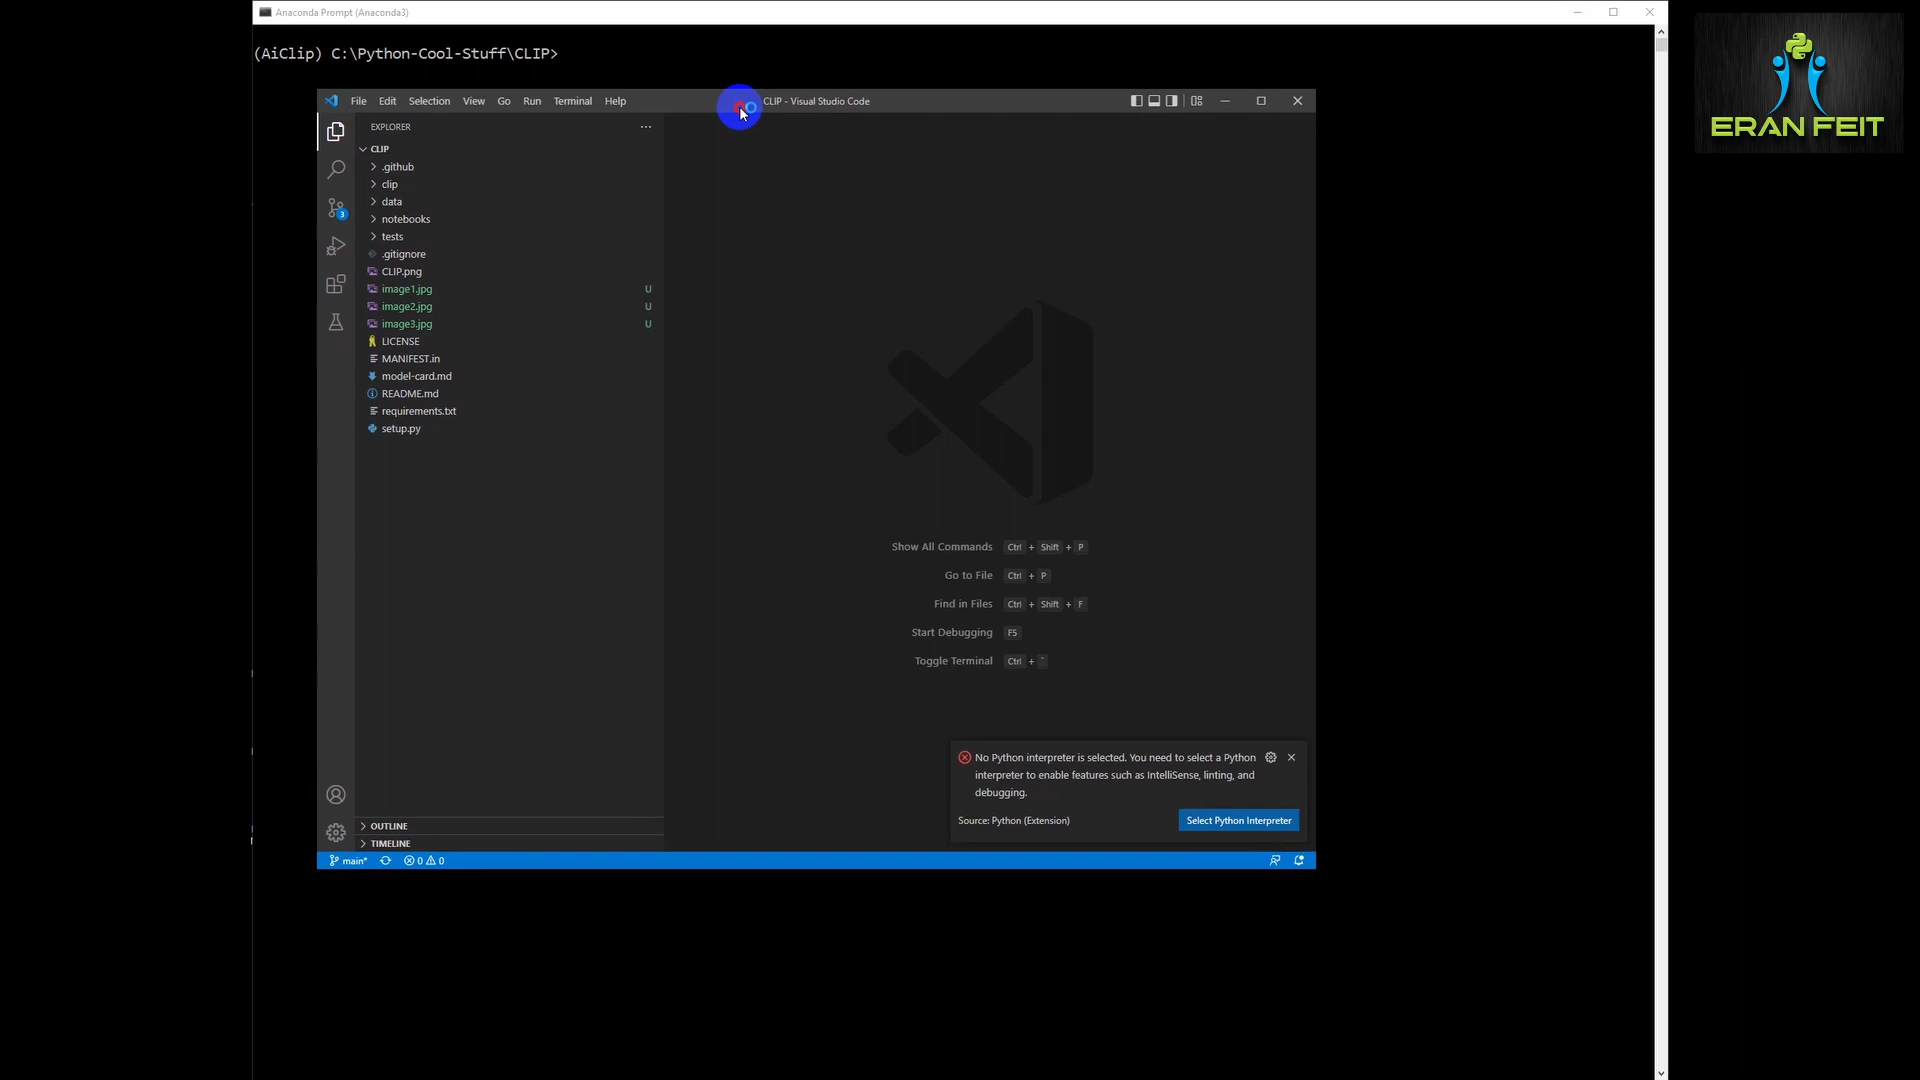 Anaconda Prompt (Anaconda3)
(AiClip) C:\Python-Cool-Stuff\CLIP>
ERAN FEIT
File Edit Selection View Go Run Terminal Help
CLIP - Visual Studio Code
EXPLORER
CLIP
.github
clip
data
notebooks
tests
.gitignore
CLIP.png
image1.jpg U
image2.jpg U
image3.jpg U
LICENSE
MANIFEST.in
model-card.md
README.md
requirements.txt
setup.py
3
Show All Commands Ctrl + Shift + P
Go to File Ctrl + P
Find in Files Ctrl + Shift + F
Start Debugging F5
Toggle Terminal Ctrl + `
No Python interpreter is selected. You need to select a Python
interpreter to enable features such as IntelliSense, linting, and
debugging.
Source: Python (Extension) Select Python Interpreter
OUTLINE
TIMELINE
main* 0 0